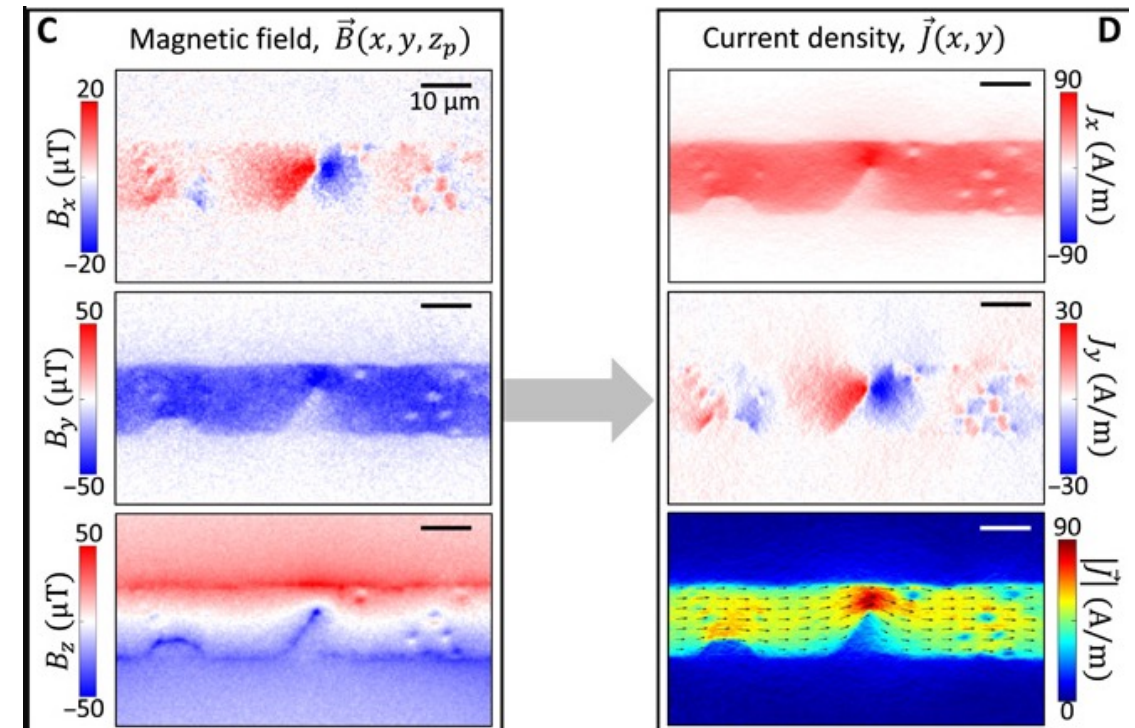 C
Magnetic field, B⃗(x, y, z_p)
20
B_x (μT)
−20
10 μm
50
B_y (μT)
−50
50
B_z (μT)
−50
D
Current density, J⃗(x, y)
90
J_x (A/m)
−90
30
J_y (A/m)
−30
90
|J⃗| (A/m)
0